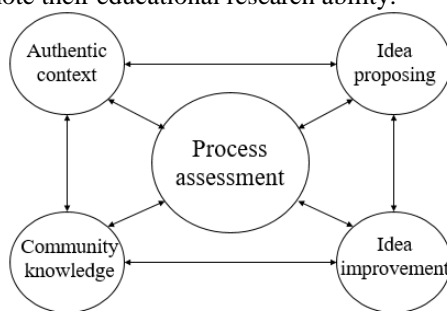 note their educational research ability.
Authentic
context
Idea
proposing
Process
assessment
Community
knowledge
Idea
improvement